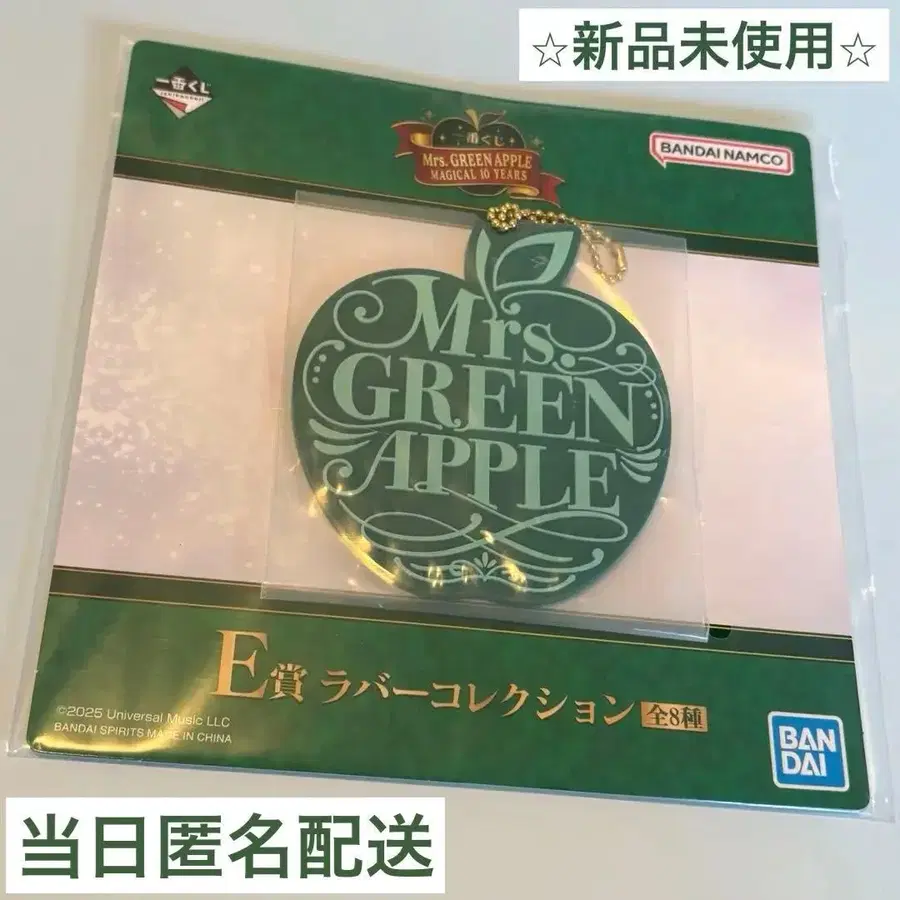 ☆新品未使用☆
一番くじ
一番くじ
Mrs. GREEN APPLE
MAGICAL 10 YEARS
BANDAI NAMCO
Mrs.
GREEN
APPLE
E賞 ラバーコレクション 全8種
©2025 Universal Music LLC
BANDAI SPIRITS MADE IN CHINA
BAN
DAI
当日匿名配送